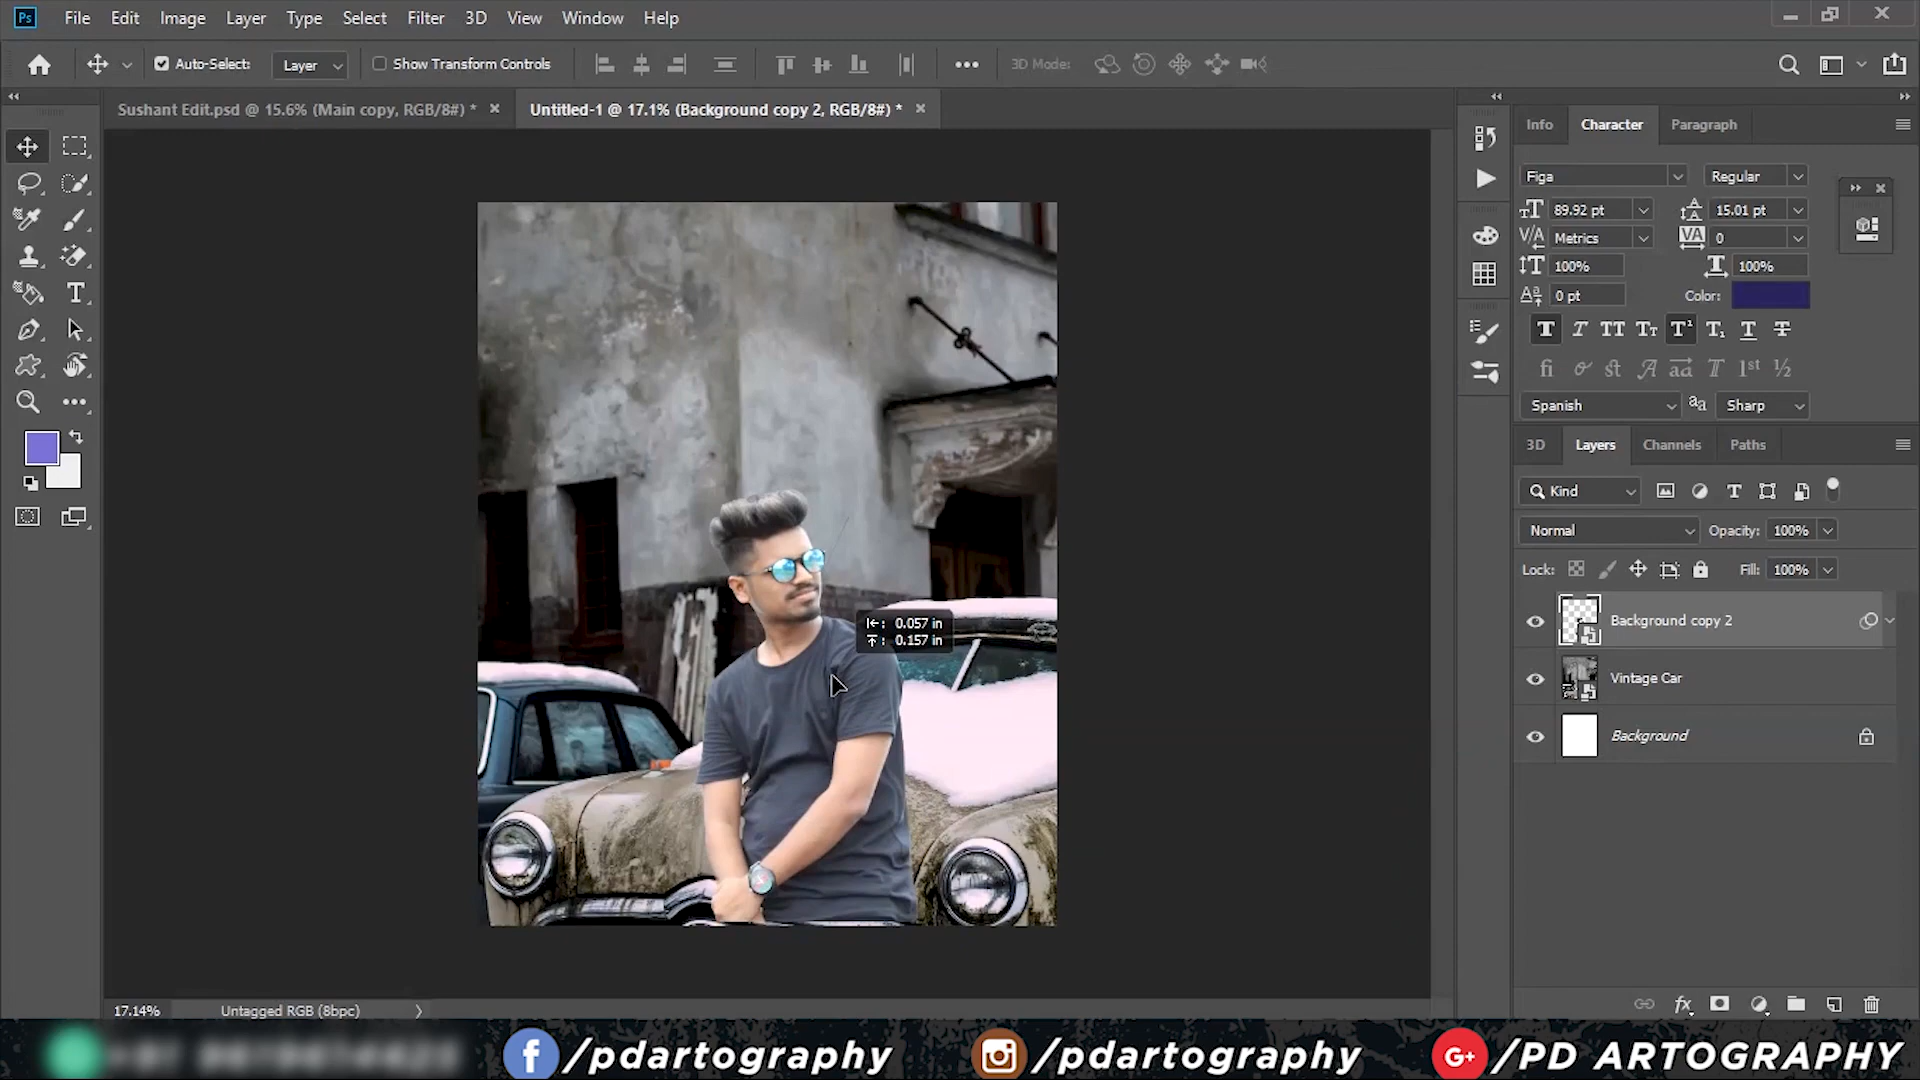 Ps File Edit Image Layer Type Select Filter 3D View Window Help
Auto-Select: Layer Show Transform Controls 3D Mode:
Sushant Edit.psd @ 15.6% (Main copy, RGB/8#) * Untitled-1 @ 17.1% (Background copy 2, RGB/8#) *
Info Character Paragraph
Figa Regular
89.92 pt 15.01 pt
Metrics 0
100% 100%
0 pt Color:
Spanish Sharp
3D Layers Channels Paths
Kind
Normal Opacity: 100%
Lock: Fill: 100%
Background copy 2
0.057 in
0.157 in
Vintage Car
Background
17.14% Untagged RGB (8bpc)
/pdartography /pdartography G+ /PD ARTOGRAPHY